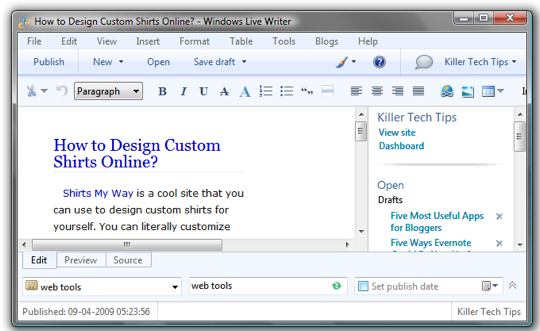 How to Design Custom Shirts Online? - Windows Live Writer
File Edit View Insert Format Table Tools Blogs Help
Publish New Open Save draft Killer Tech Tips
Paragraph B I U A A
How to Design Custom
Shirts Online?
Shirts My Way is a cool site that you
can use to design custom shirts for
yourself. You can literally customize
Killer Tech Tips
View site
Dashboard
Open
Drafts
Five Most Useful Apps
for Bloggers
Five Ways Evernote
Edit Preview Source
web tools web tools Set publish date
Published: 09-04-2009 05:23:56 Killer Tech Tips